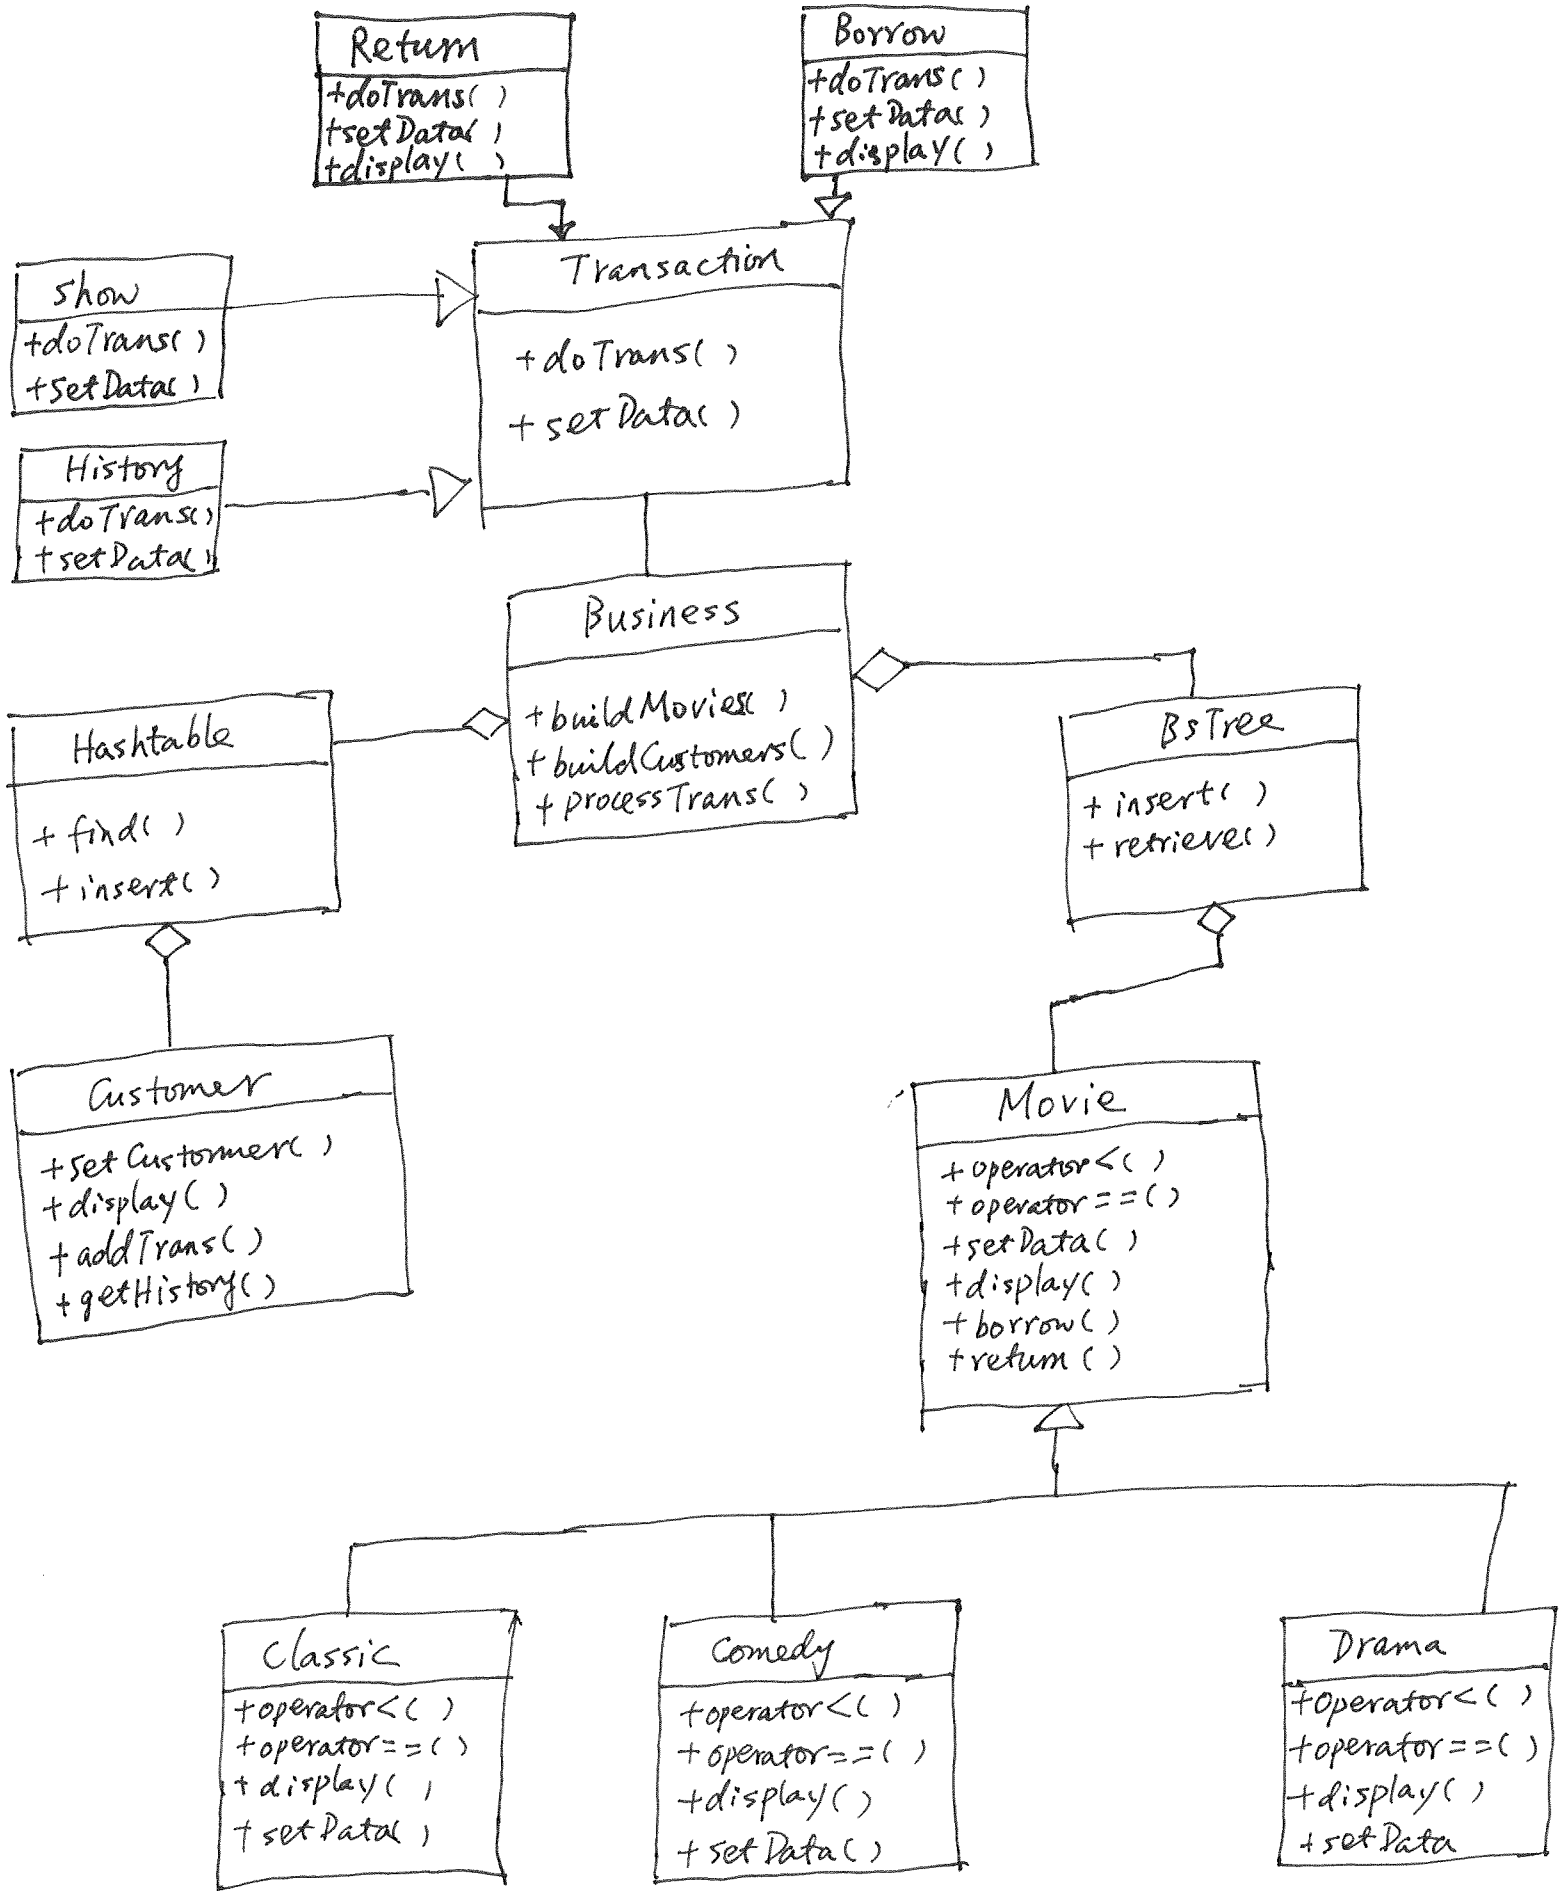 Return
+doTrans()
+setData()
+display()
Borrow
+doTrans()
+setData()
+display()
Transaction
+doTrans()
+setData()
Show
+doTrans()
+setData()
History
+doTrans()
+setData()
Business
+buildMovies()
+buildCustomers()
+processTrans()
Hashtable
+find()
+insert()
BsTree
+insert()
+retrieve()
Customer
+setCustormer()
+display()
+addTrans()
+getHistory()
Movie
+operator<()
+operator==()
+setData()
+display()
+borrow()
+return()
Classic
+operator<()
+operator==()
+display()
+setData()
Comedy
+operator<()
+operator==()
+display()
+setData()
Drama
+operator<()
+operator==()
+display()
+setData